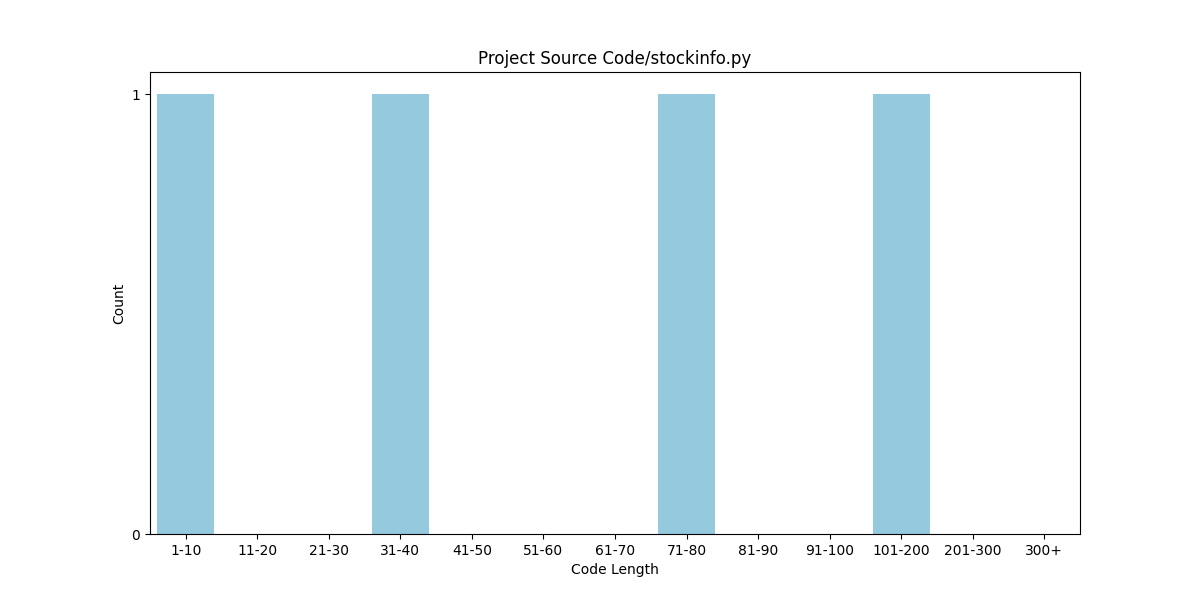 Project Source Code/stockinfo.py
1
Count
0
1-10 11-20 21-30 31-40 41-50 51-60 61-70 71-80 81-90 91-100 101-200 201-300 300+
Code Length